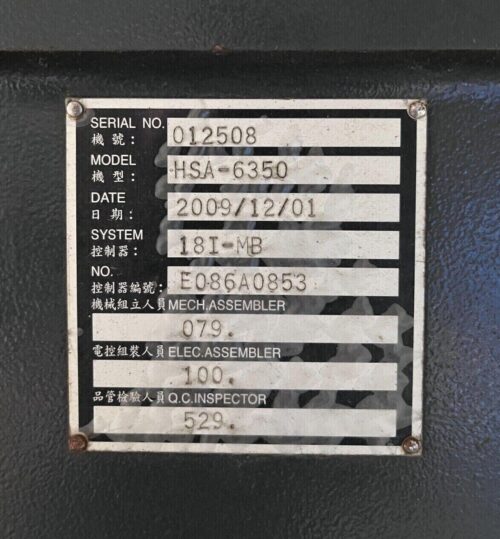 SERIAL NO.
機號: 012508
MODEL
機型: HSA-6350
DATE
日期: 2009/12/01
SYSTEM
控制器: 18I-MB
NO.
控制器編號: E086A0853
機械組立人員 MECH.ASSEMBLER
079.
電控組裝人員 ELEC.ASSEMBLER
100.
品管檢驗人員 Q.C.INSPECTOR
529.